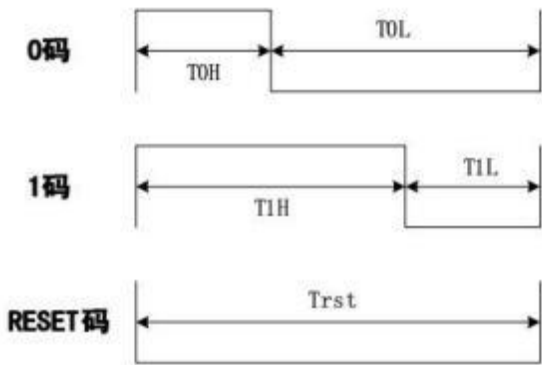 0码
T0H
T0L
1码
T1H
T1L
RESET码
Trst